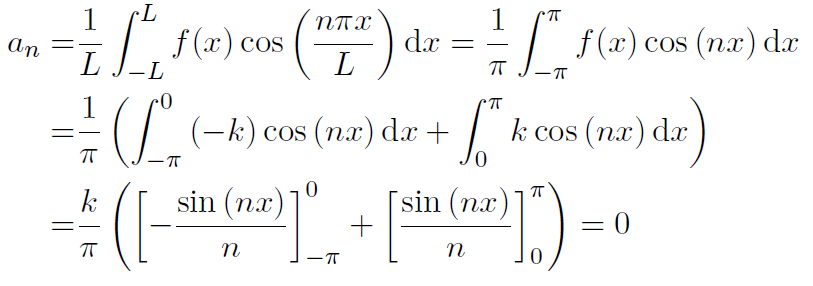 a_n = \frac{1}{L} \int_{-L}^{L} f(x) \cos\left(\frac{n\pi x}{L}\right) dx = \frac{1}{\pi} \int_{-\pi}^{\pi} f(x) \cos(nx) dx
= \frac{1}{\pi} \left( \int_{-\pi}^{0} (-k) \cos(nx) dx + \int_{0}^{\pi} k \cos(nx) dx \right)
= \frac{k}{\pi} \left( \left[ -\frac{\sin(nx)}{n} \right]_{-\pi}^{0} + \left[ \frac{\sin(nx)}{n} \right]_{0}^{\pi} \right) = 0